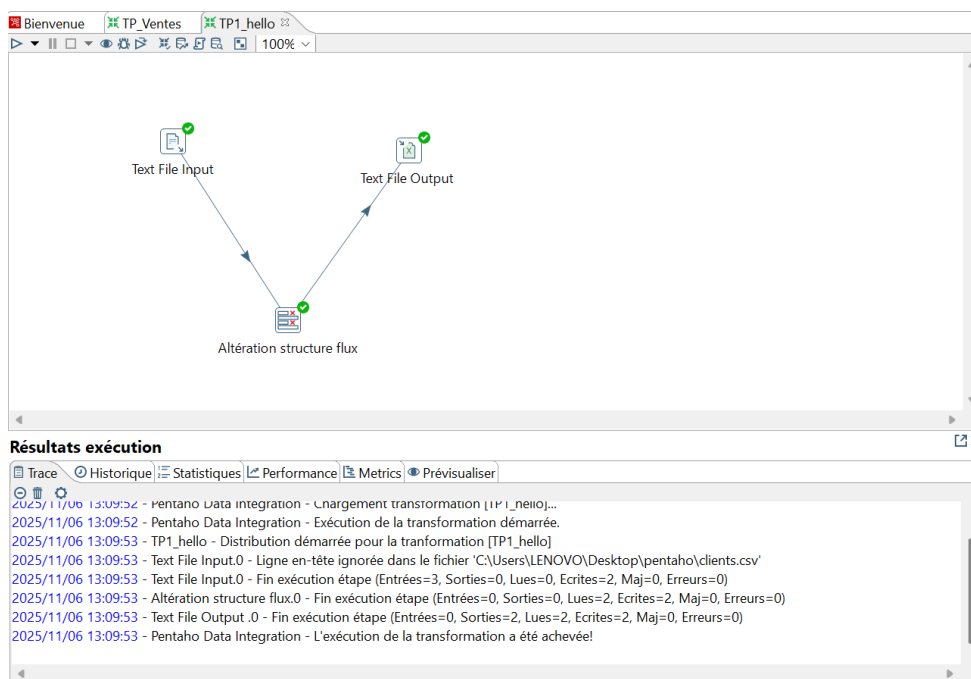 Bienvenue TP_Ventes TP1_hello
100%
Text File Input
Text File Output
Altération structure flux
Résultats exécution
Trace Historique Statistiques Performance Metrics Prévisualiser
2025/11/06 13:09:52 - Pentaho Data Integration - Chargement transformation [TP1_hello]...
2025/11/06 13:09:52 - Pentaho Data Integration - Exécution de la transformation démarrée.
2025/11/06 13:09:53 - TP1_hello - Distribution démarrée pour la tranformation [TP1_hello]
2025/11/06 13:09:53 - Text File Input.0 - Ligne en-tête ignorée dans le fichier 'C:\Users\LENOVO\Desktop\pentaho\clients.csv'
2025/11/06 13:09:53 - Text File Input.0 - Fin exécution étape (Entrées=3, Sorties=0, Lues=0, Ecrites=2, Maj=0, Erreurs=0)
2025/11/06 13:09:53 - Altération structure flux.0 - Fin exécution étape (Entrées=0, Sorties=0, Lues=2, Ecrites=2, Maj=0, Erreurs=0)
2025/11/06 13:09:53 - Text File Output .0 - Fin exécution étape (Entrées=0, Sorties=2, Lues=2, Ecrites=2, Maj=0, Erreurs=0)
2025/11/06 13:09:53 - Pentaho Data Integration - L'exécution de la transformation a été achevée!